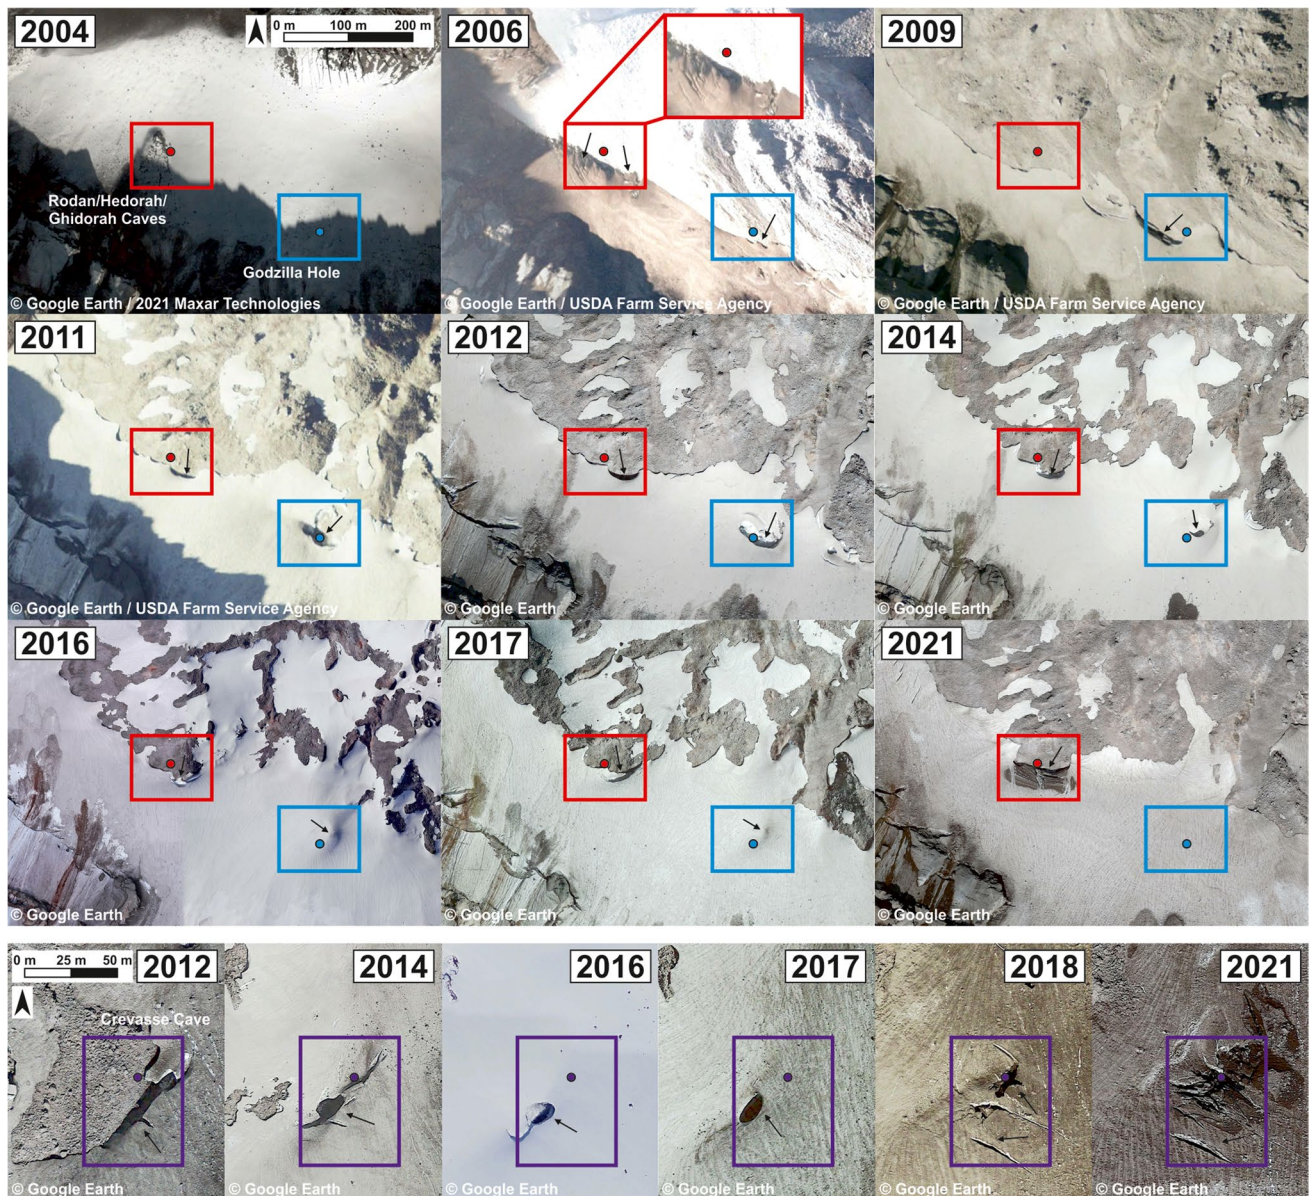 2004
0 m 100 m 200 m
2006
2009
Rodan/Hedorah/
Ghidorah Caves
Godzilla Hole
© Google Earth / 2021 Maxar Technologies
© Google Earth / USDA Farm Service Agency
© Google Earth / USDA Farm Service Agency
2011
2012
2014
© Google Earth / USDA Farm Service Agency
© Google Earth
© Google Earth
2016
2017
2021
© Google Earth
© Google Earth
© Google Earth
0 m 25 m 50 m
2012
2014
2016
2017
2018
2021
Crevasse Cave
© Google Earth
© Google Earth
© Google Earth
© Google Earth
© Google Earth
© Google Earth